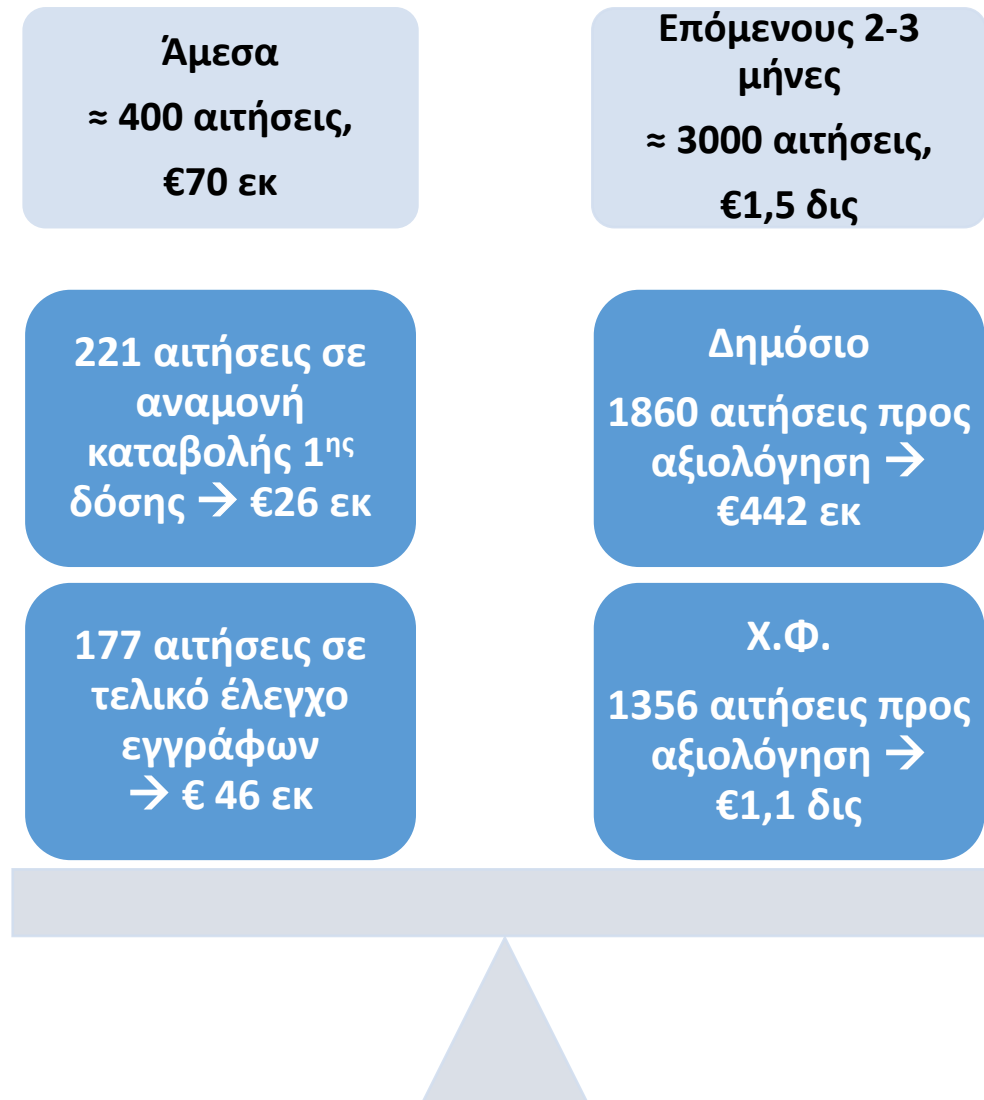 Άμεσα
≈ 400 αιτήσεις,
€70 εκ
221 αιτήσεις σε
αναμονή
καταβολής 1ης
δόσης → €26 εκ
177 αιτήσεις σε
τελικό έλεγχο
εγγράφων
→ € 46 εκ
Επόμενους 2-3
μήνες
≈ 3000 αιτήσεις,
€1,5 δις
Δημόσιο
1860 αιτήσεις προς
αξιολόγηση →
€442 εκ
Χ.Φ.
1356 αιτήσεις προς
αξιολόγηση →
€1,1 δις